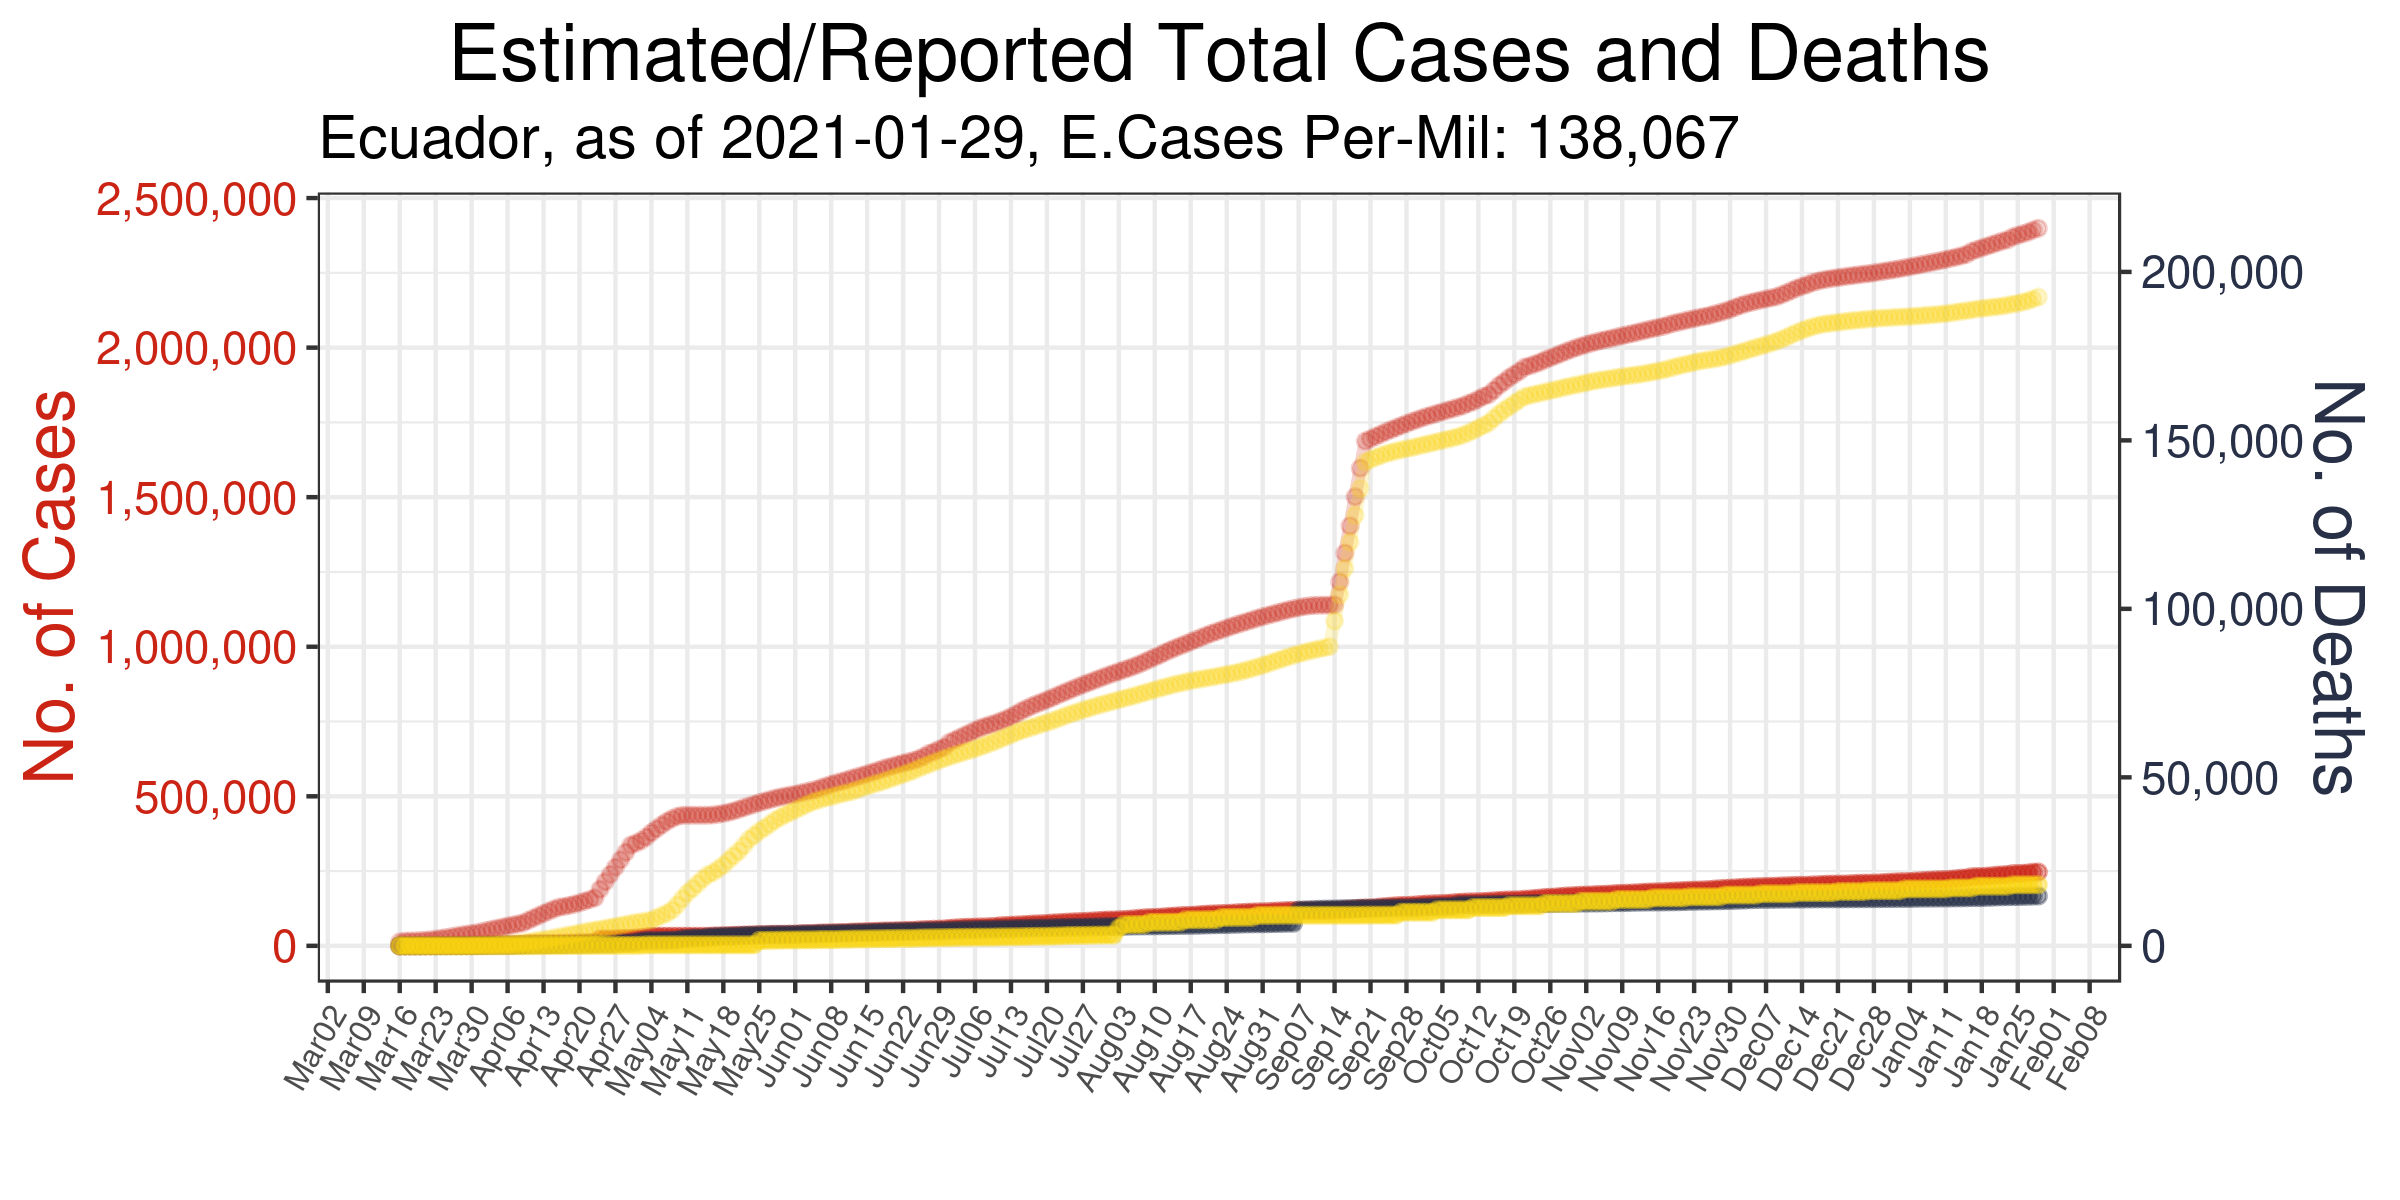 Estimated/Reported Total Cases and Deaths
Ecuador, as of 2021-01-29, E.Cases Per-Mil: 138,067
No. of Cases
2,500,000
2,000,000
1,500,000
1,000,000
500,000
0
200,000
150,000
100,000
50,000
0
No. of Deaths
Mar02
Mar09
Mar16
Mar23
Mar30
Apr06
Apr13
Apr20
Apr27
May04
May11
May18
May25
Jun01
Jun08
Jun15
Jun22
Jun29
Jul06
Jul13
Jul20
Jul27
Aug03
Aug10
Aug17
Aug24
Aug31
Sep07
Sep14
Sep21
Sep28
Oct05
Oct12
Oct19
Oct26
Nov02
Nov09
Nov16
Nov23
Nov30
Dec07
Dec14
Dec21
Dec28
Jan04
Jan11
Jan18
Jan25
Feb01
Feb08